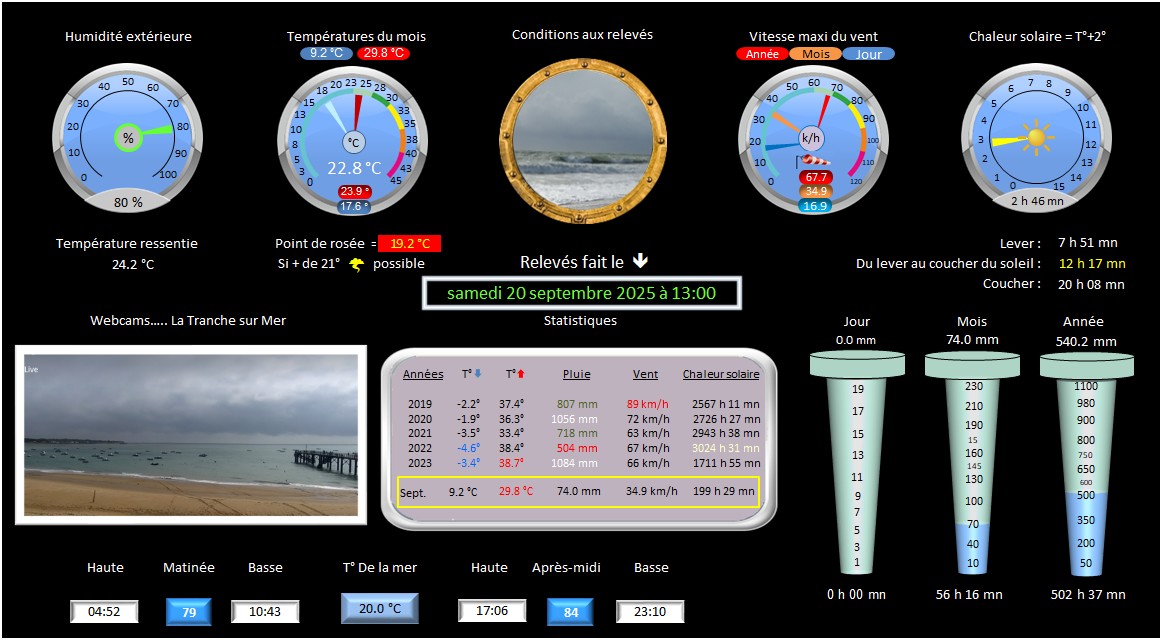 Humidité extérieure
Températures du mois
Conditions aux relevés
Vitesse maxi du vent
Chaleur solaire = T°+2°
9.2 °C 29.8 °C
Année Mois Jour
0 10 20 30 40 50 60 70 80 90 100
%
80 %
0 3 5 8 10 13 15 18 20 23 25 28 30 33 35 38 40 43 45
°C
22.8 °C
23.9 °
17.6 °
0 10 20 30 40 50 60 70 80 90 100 110 120
k/h
67.7
34.9
16.9
0 1 2 3 4 5 6 7 8 9 10 11 12 13 14 15
2 h 46 mn
Température ressentie
24.2 °C
Point de rosée = 19.2 °C
Si + de 21° possible
Relevés fait le
samedi 20 septembre 2025 à 13:00
Lever : 7 h 51 mn
Du lever au coucher du soleil : 12 h 17 mn
Coucher : 20 h 08 mn
Webcams..... La Tranche sur Mer
Live
Statistiques
Années T° T° Pluie Vent Chaleur solaire
2019 -2.2° 37.4° 807 mm 89 km/h 2567 h 11 mn
2020 -1.9° 36.3° 1056 mm 72 km/h 2726 h 27 mn
2021 -3.5° 33.4° 718 mm 63 km/h 2943 h 38 mn
2022 -4.6° 38.4° 504 mm 67 km/h 3024 h 31 mn
2023 -3.4° 38.7° 1084 mm 66 km/h 1711 h 55 mn
Sept. 9.2 °C 29.8 °C 74.0 mm 34.9 km/h 199 h 29 mn
Jour
0.0 mm
19
17
15
13
11
9
7
5
3
1
0 h 00 mn
Mois
74.0 mm
230
210
190
15
160
145
130
100
70
40
10
56 h 16 mn
Année
540.2 mm
1100
980
900
800
750
650
600
500
350
200
50
502 h 37 mn
Haute Matinée Basse T° De la mer Haute Après-midi Basse
04:52 79 10:43 20.0 °C 17:06 84 23:10